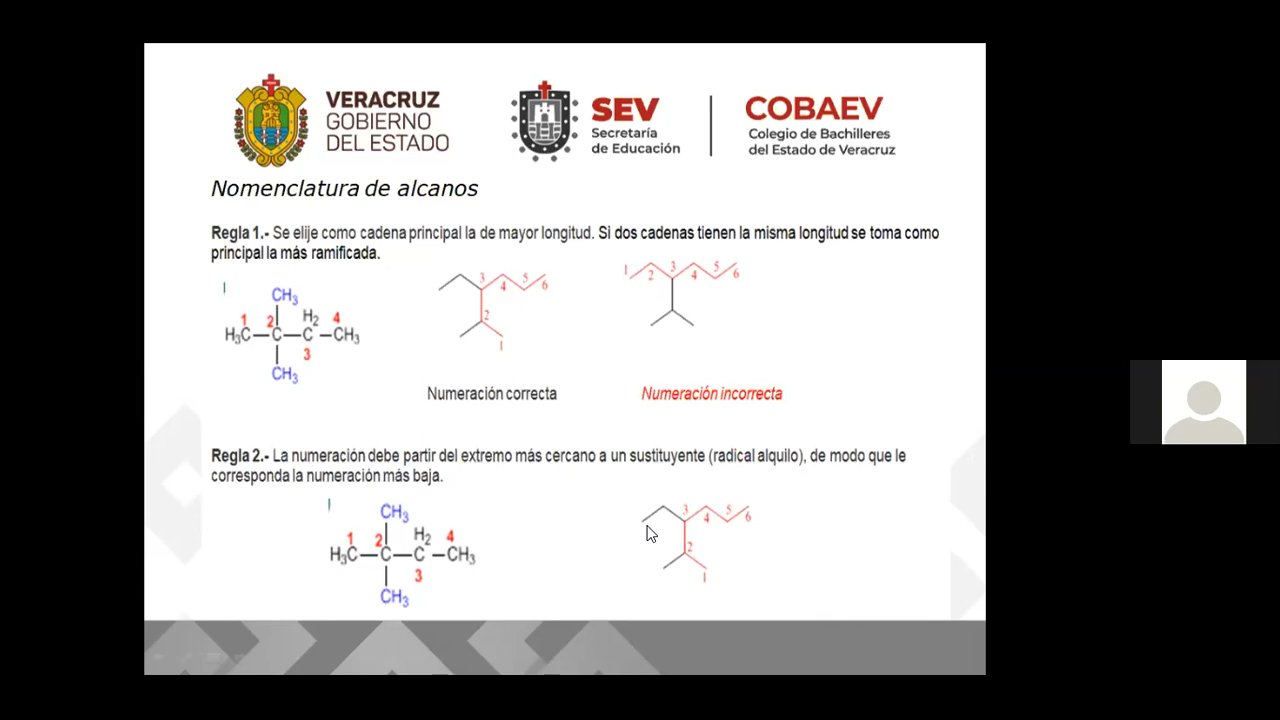 VERACRUZ
GOBIERNO
DEL ESTADO
SEV
Secretaría
de Educación
COBAEV
Colegio de Bachilleres
del Estado de Veracruz
Nomenclatura de alcanos
Regla 1.- Se elije como cadena principal la de mayor longitud. Si dos cadenas tienen la misma longitud se toma como
principal la más ramificada.
CH3
1 2 H2 4
H3C—C—C—CH3
3
CH3
3 4 5 6
2
1
1 2 3 4 5 6
Numeración correcta
Numeración incorrecta
Regla 2.- La numeración debe partir del extremo más cercano a un sustituyente (radical alquilo), de modo que le
corresponda la numeración más baja.
CH3
1 2 H2 4
H3C—C—C—CH3
3
CH3
3 4 5 6
2
1